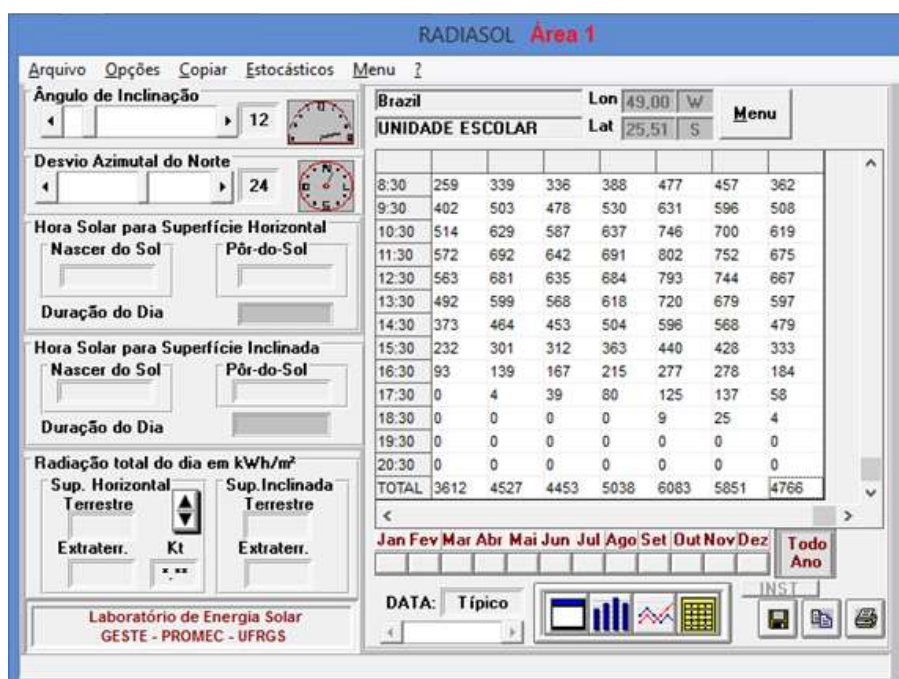 RADIASOL Área 1
Arquivo Opções Copiar Estocásticos Menu ?
Ângulo de Inclinação
12
Desvio Azimutal do Norte
24
Hora Solar para Superfície Horizontal
Nascer do Sol Pôr-do-Sol
Duração do Dia
Hora Solar para Superfície Inclinada
Nascer do Sol Pôr-do-Sol
Duração do Dia
Radiação total do dia em kWh/m²
Sup. Horizontal Sup.Inclinada
Terrestre Terrestre
Extraterr. Kt Extraterr.
*.**
Laboratório de Energia Solar
GESTE - PROMEC - UFRGS
Brazil Lon 49,00 W
UNIDADE ESCOLAR Lat 25,51 S
Menu
8:30 259 339 336 388 477 457 362
9:30 402 503 478 530 631 596 508
10:30 514 629 587 637 746 700 619
11:30 572 692 642 691 802 752 675
12:30 563 681 635 684 793 744 667
13:30 492 599 568 618 720 679 597
14:30 373 464 453 504 596 568 479
15:30 232 301 312 363 440 428 333
16:30 93 139 167 215 277 278 184
17:30 0 4 39 80 125 137 58
18:30 0 0 0 0 9 25 4
19:30 0 0 0 0 0 0 0
20:30 0 0 0 0 0 0 0
TOTAL 3612 4527 4453 5038 6083 5851 4766
Jan Fev Mar Abr Mai Jun Jul Ago Set Out Nov Dez
Todo
Ano
INST
DATA: Típico